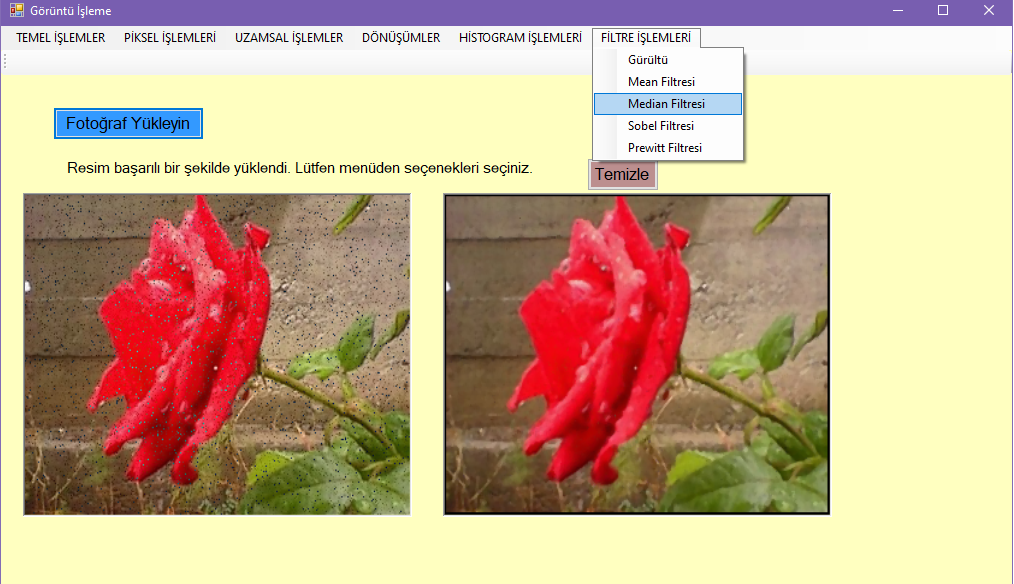 Görüntü İşleme
TEMEL İŞLEMLER PİKSEL İŞLEMLERİ UZAMSAL İŞLEMLER DÖNÜŞÜMLER HİSTOGRAM İŞLEMLERİ FİLTRE İŞLEMLERİ
Gürültü
Mean Filtresi
Median Filtresi
Sobel Filtresi
Prewitt Filtresi
Fotoğraf Yükleyin
Resim başarılı bir şekilde yüklendi. Lütfen menüden seçenekleri seçiniz.
Temizle